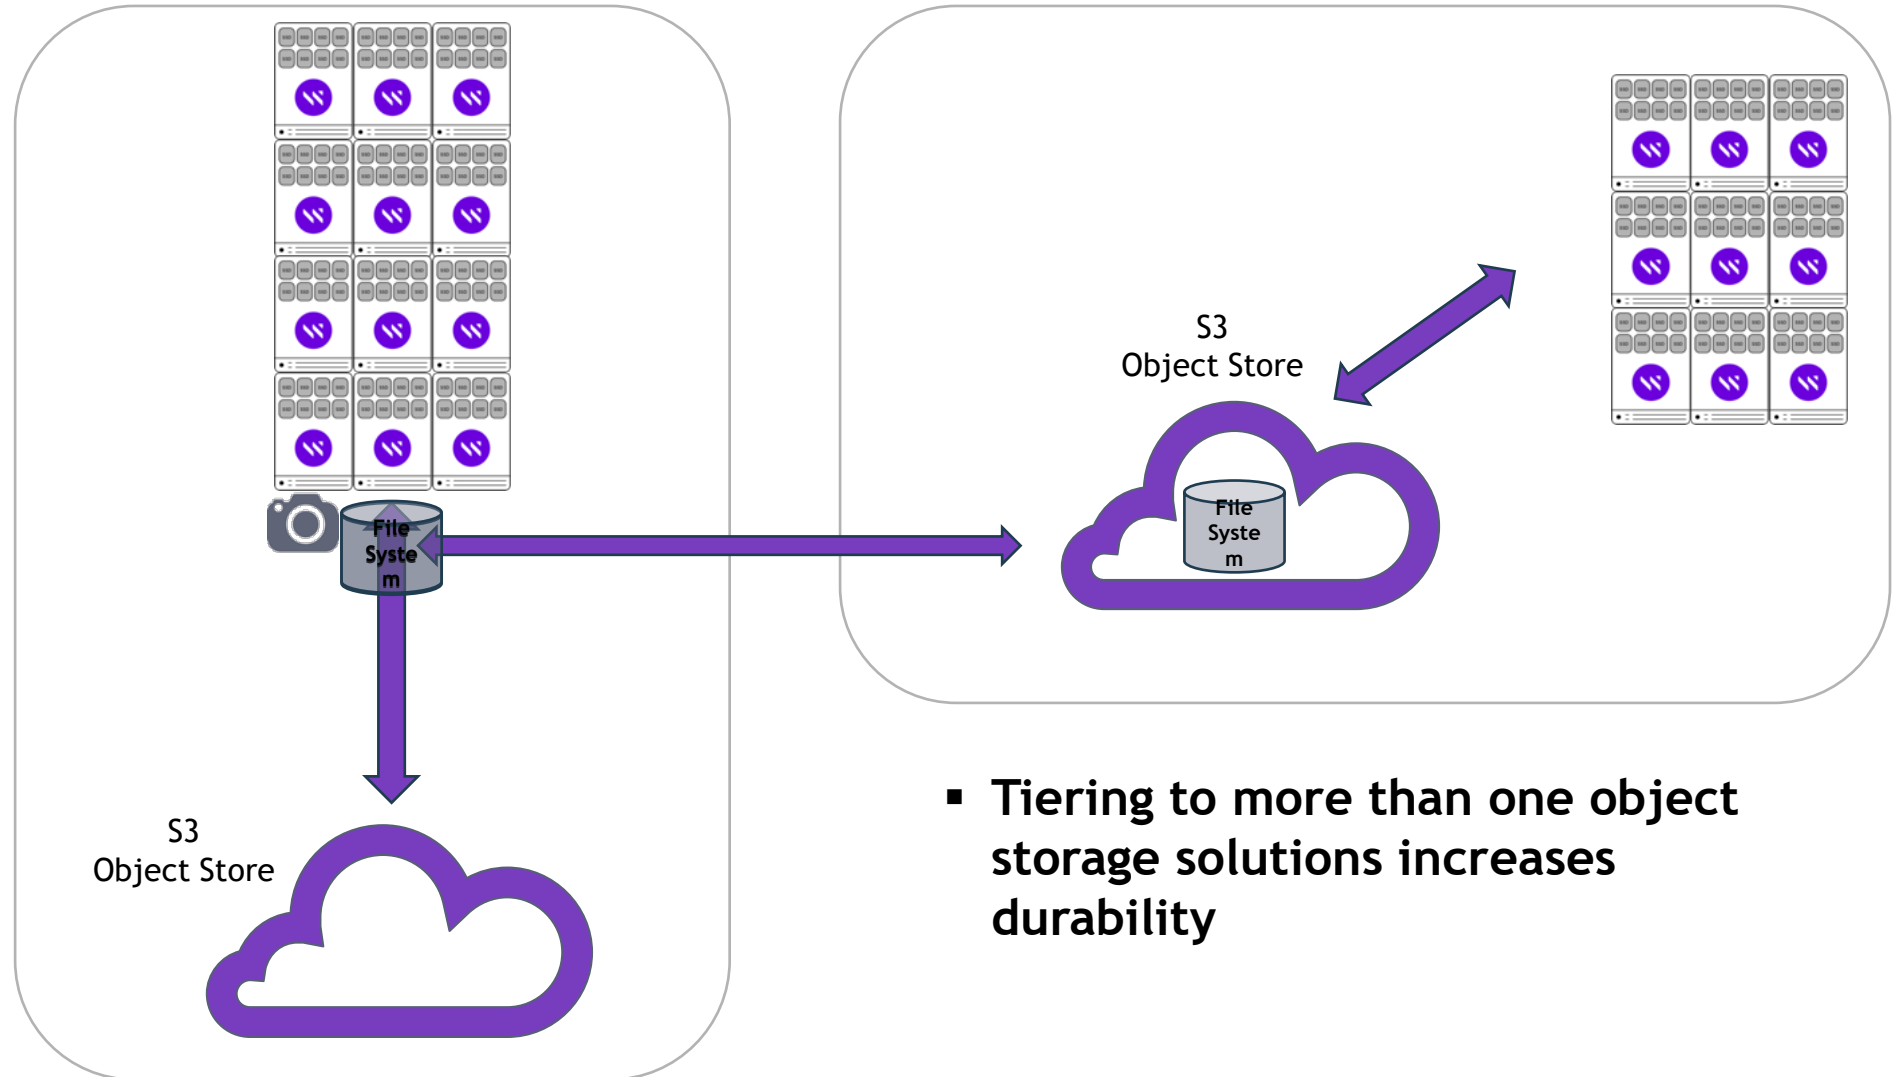 S3
Object Store
File
Syste
m
File
Syste
m
S3
Object Store
▪ Tiering to more than one object
storage solutions increases
durability